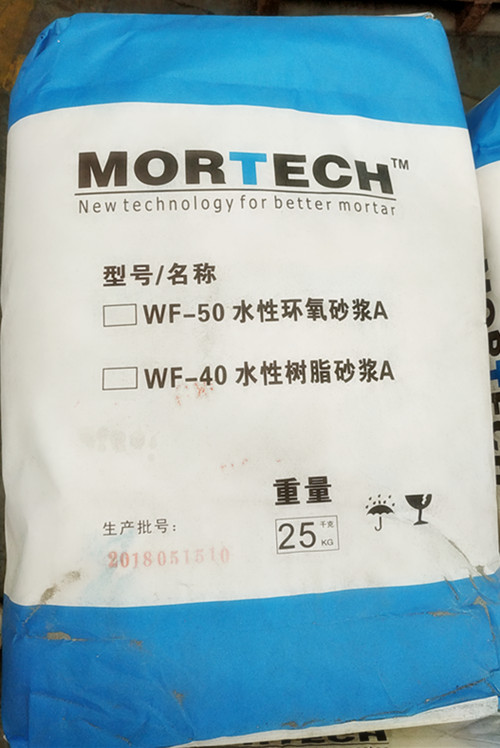 MORTECH™
New technology for better mortar
型号/名称
WF-50 水性环氧砂浆A
WF-40 水性树脂砂浆A
重量
25 千克 KG
生产批号：
2018051510